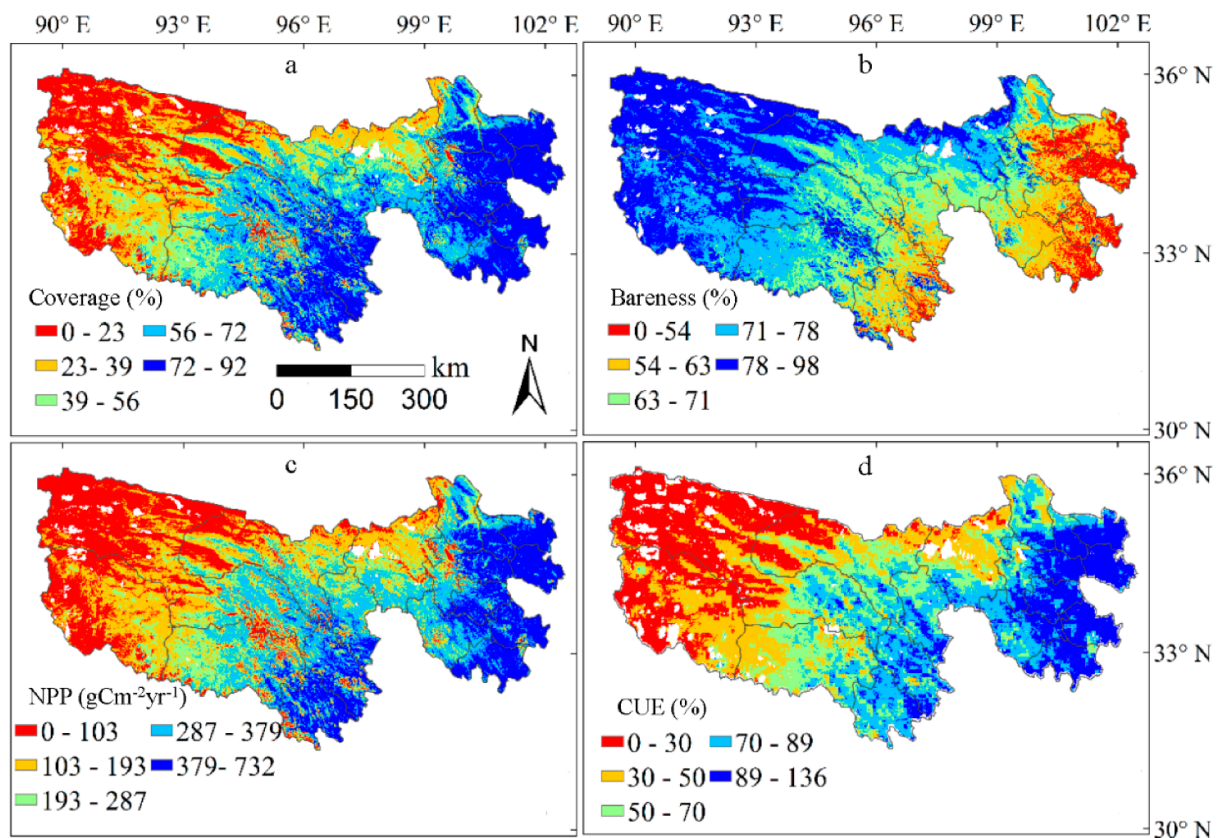 90° E 93° E 96° E 99° E 102° E 90° E 93° E 96° E 99° E 102° E
a b
36° N
33° N
30° N
Coverage (%)
0 - 23 56 - 72
23- 39 72 - 92
39 - 56
N
km
0 150 300
Bareness (%)
0 -54 71 - 78
54 - 63 78 - 98
63 - 71
c d
36° N
33° N
30° N
NPP (gCm-2yr-1)
0 - 103 287 - 379
103 - 193 379- 732
193 - 287
CUE (%)
0 - 30 70 - 89
30 - 50 89 - 136
50 - 70